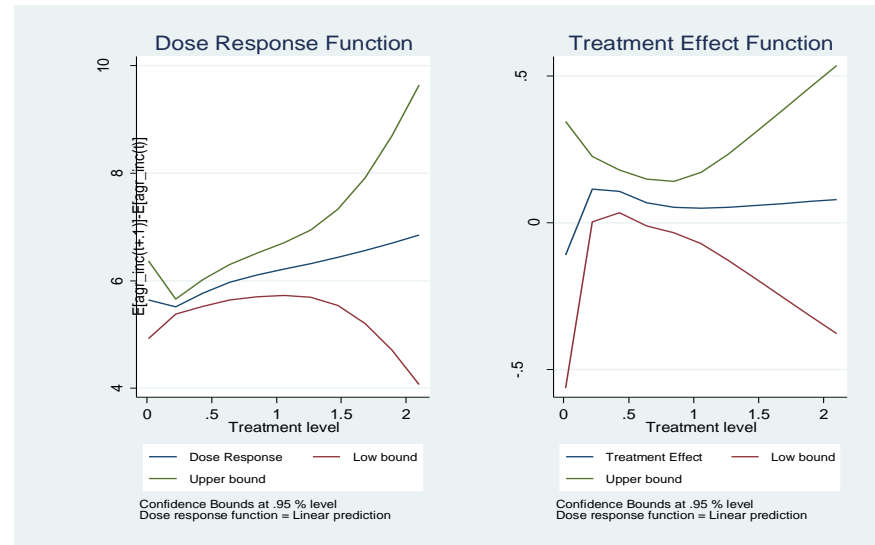 Dose Response Function
E[agr_inc(t+.1)]-E[agr_inc(t)]
10
8
6
4
0 .5 1 1.5 2
Treatment level
Dose Response Low bound
Upper bound
Confidence Bounds at .95 % level
Dose response function = Linear prediction
Treatment Effect Function
.5
0
-.5
0 .5 1 1.5 2
Treatment level
Treatment Effect Low bound
Upper bound
Confidence Bounds at .95 % level
Dose response function = Linear prediction